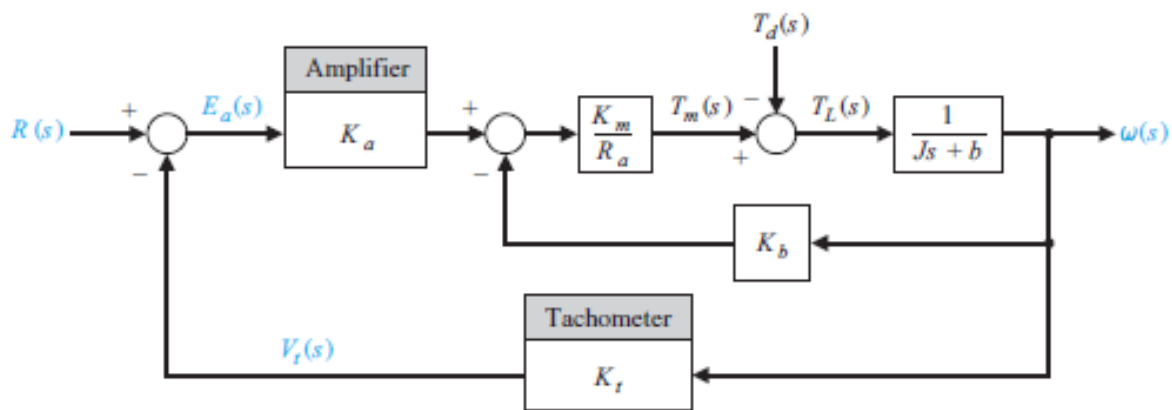 T_d(s)
Amplifier
R(s) + − E_a(s) K_a + − K_m/R_a T_m(s) − + T_L(s) 1/(Js + b) ω(s)
K_b
Tachometer
V_t(s) K_t